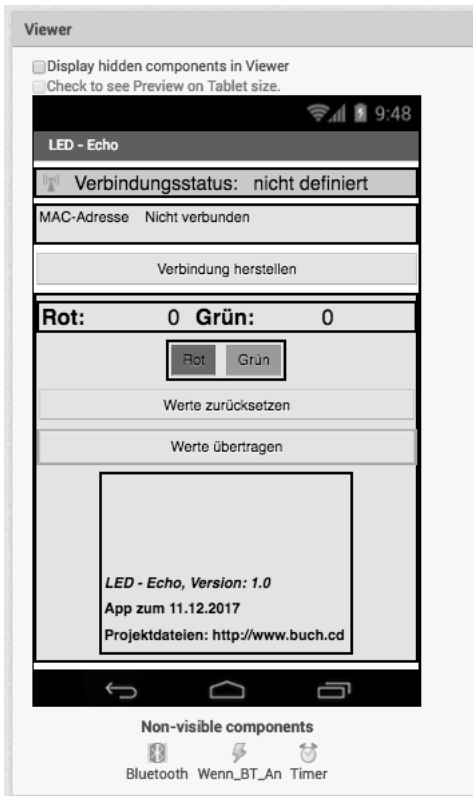 Viewer
Display hidden components in Viewer
Check to see Preview on Tablet size.
9:48
LED - Echo
Verbindungsstatus: nicht definiert
MAC-Adresse Nicht verbunden
Verbindung herstellen
Rot: 0 Grün: 0
Rot Grün
Werte zurücksetzen
Werte übertragen
LED - Echo, Version: 1.0
App zum 11.12.2017
Projektdateien: http://www.buch.cd
Non-visible components
Bluetooth Wenn_BT_An Timer